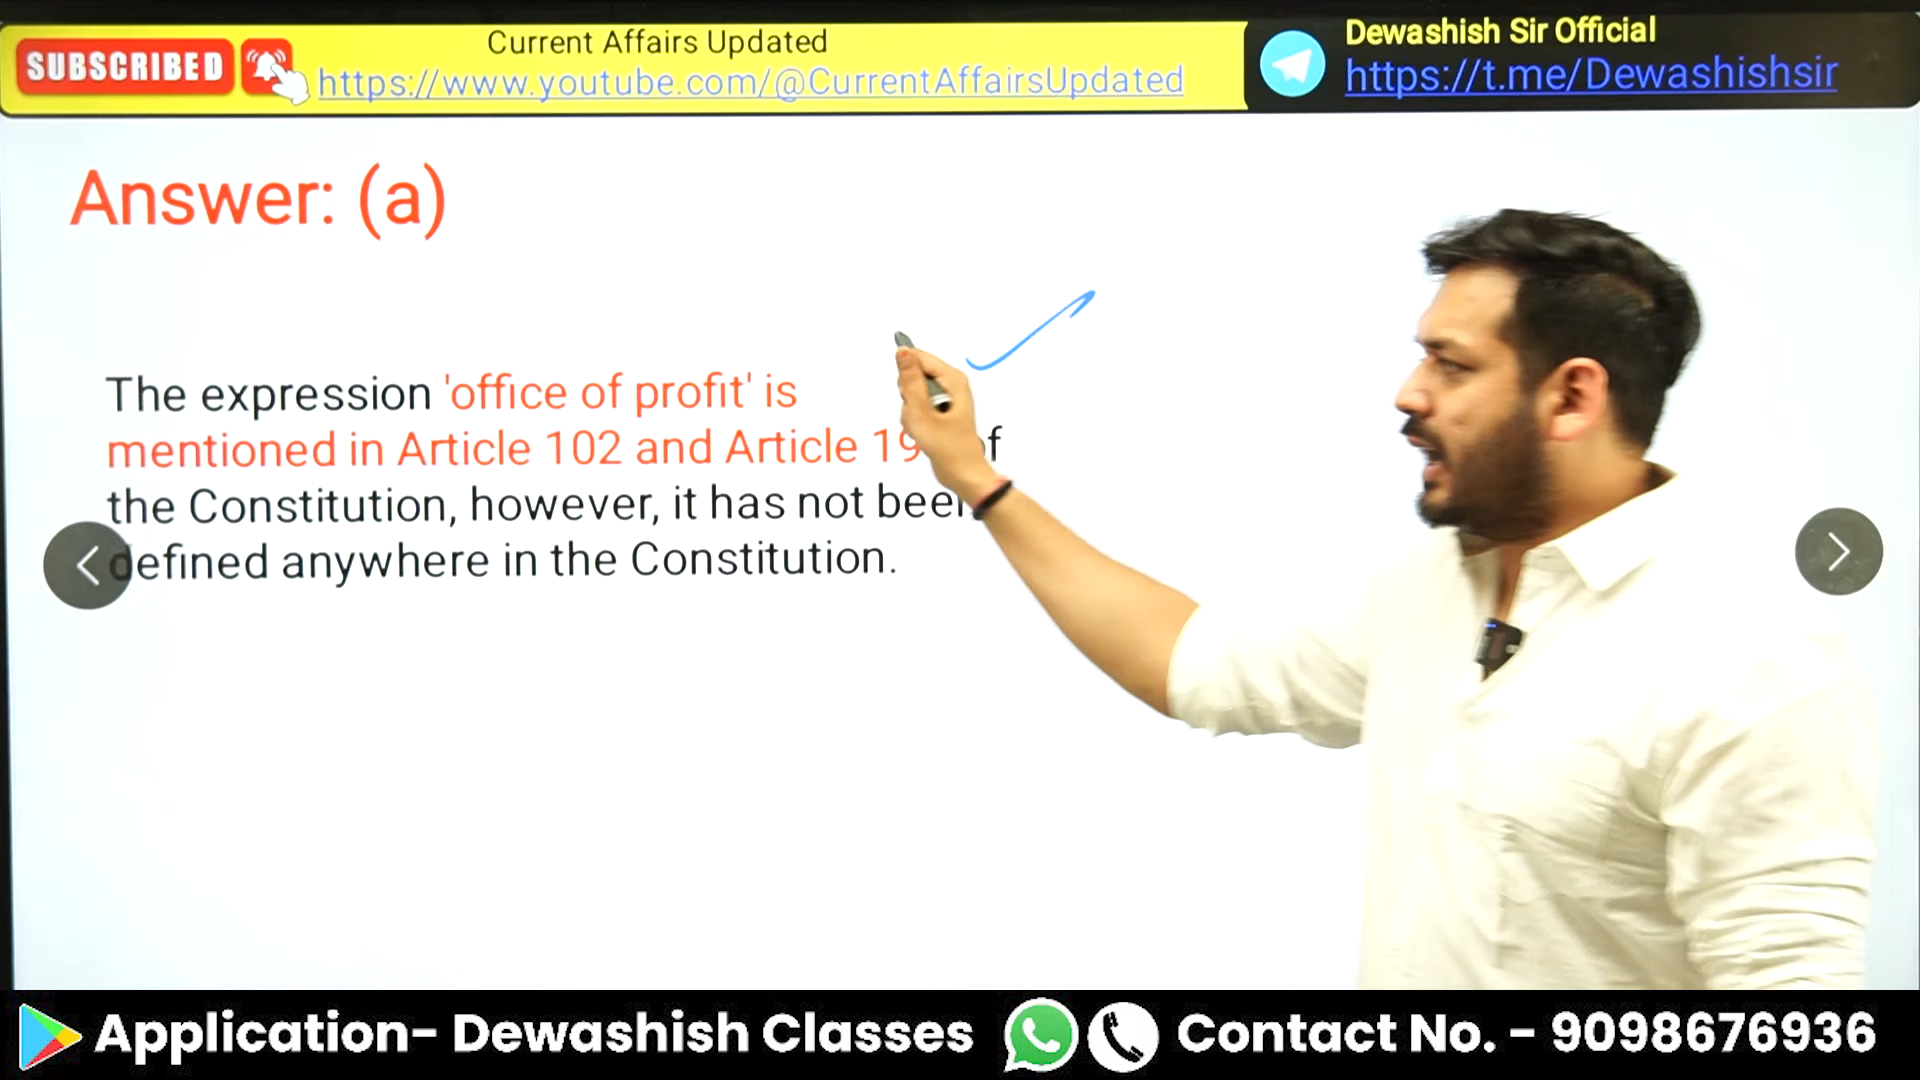 SUBSCRIBED
Current Affairs Updated
https://www.youtube.com/@CurrentAffairsUpdated
Dewashish Sir Official
https://t.me/Dewashishsir
Answer: (a)
The expression 'office of profit' is
mentioned in Article 102 and Article of
the Constitution, however, it has not
defined anywhere in the Constitution.
Application- Dewashish Classes
Contact No. - 9098676936